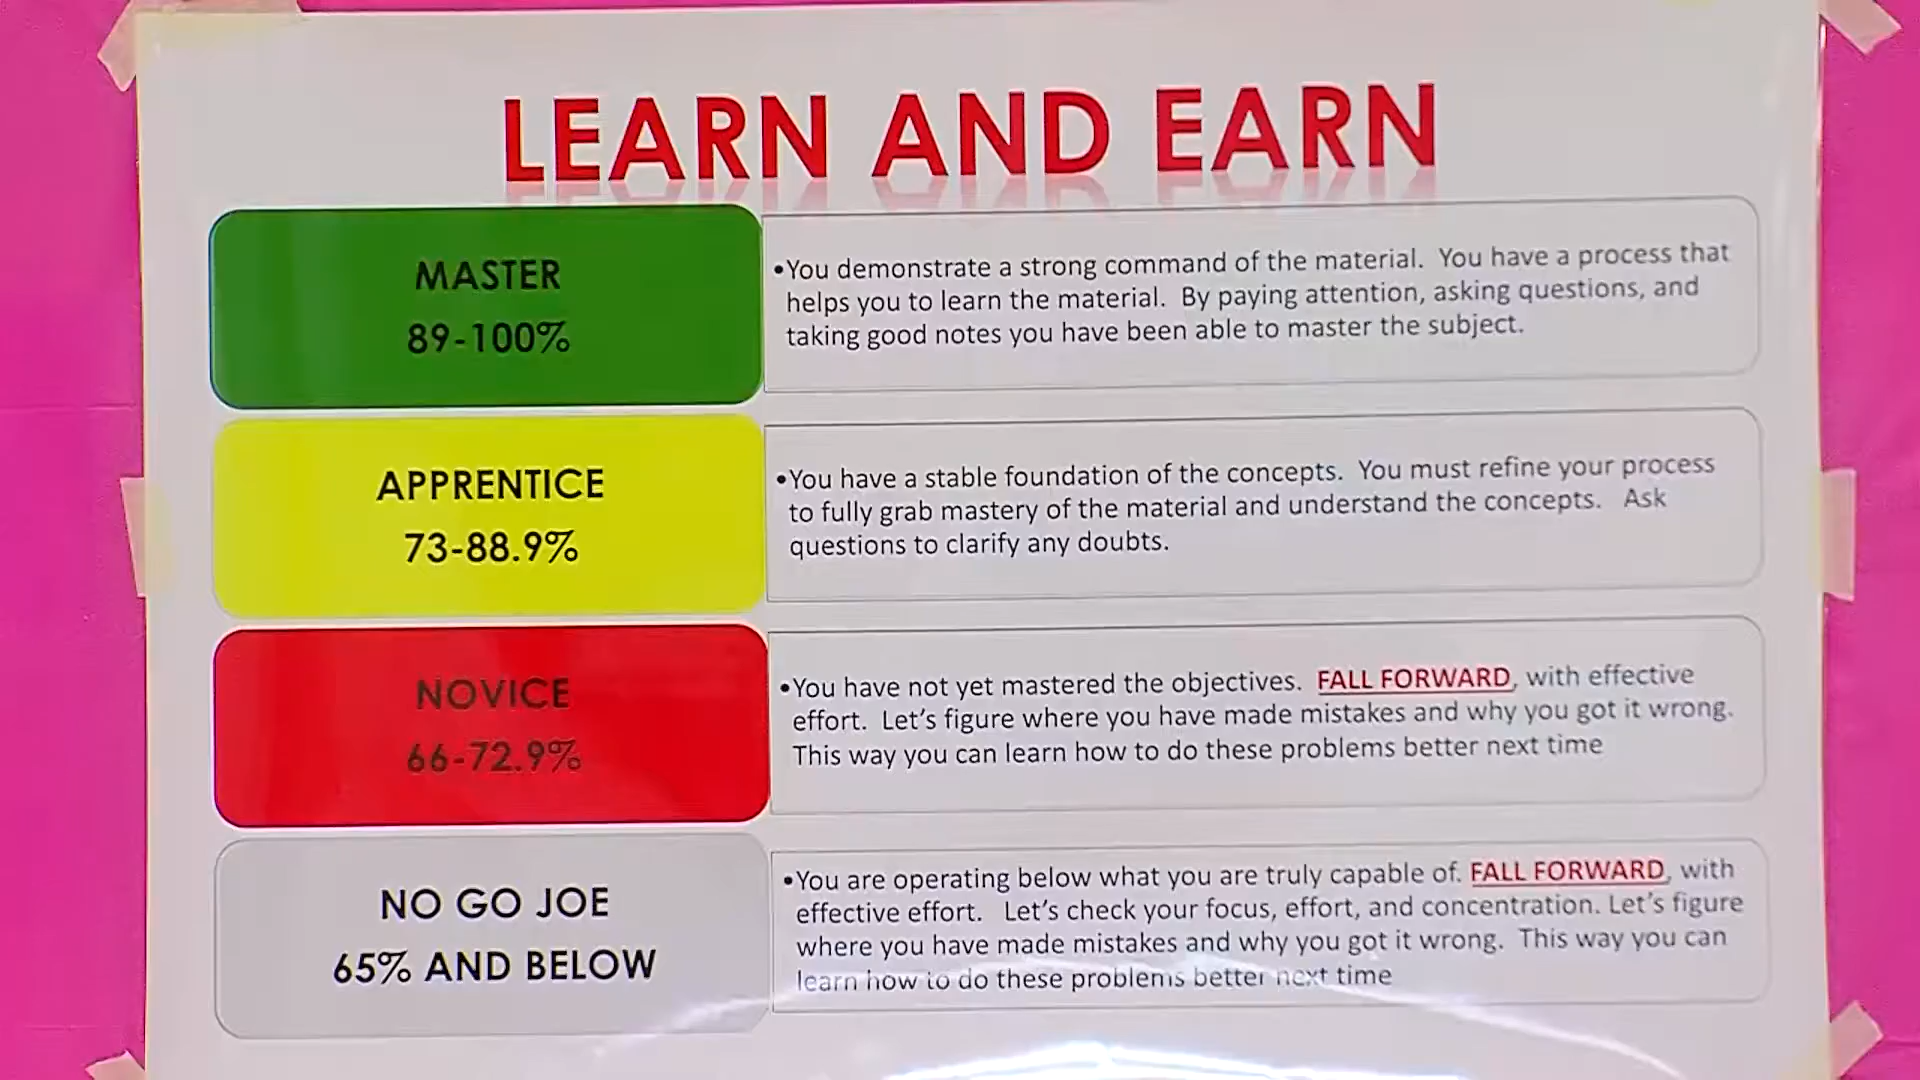 LEARN AND EARN
MASTER
89-100%
•You demonstrate a strong command of the material.  You have a process that
helps you to learn the material.  By paying attention, asking questions, and
taking good notes you have been able to master the subject.
APPRENTICE
73-88.9%
•You have a stable foundation of the concepts.  You must refine your process
to fully grab mastery of the material and understand the concepts.   Ask
questions to clarify any doubts.
NOVICE
66-72.9%
•You have not yet mastered the objectives.  FALL FORWARD, with effective
effort.  Let's figure where you have made mistakes and why you got it wrong.
This way you can learn how to do these problems better next time
NO GO JOE
65% AND BELOW
•You are operating below what you are truly capable of. FALL FORWARD, with
effective effort.   Let's check your focus, effort, and concentration. Let's figure
where you have made mistakes and why you got it wrong.  This way you can
learn how to do these problems better next time